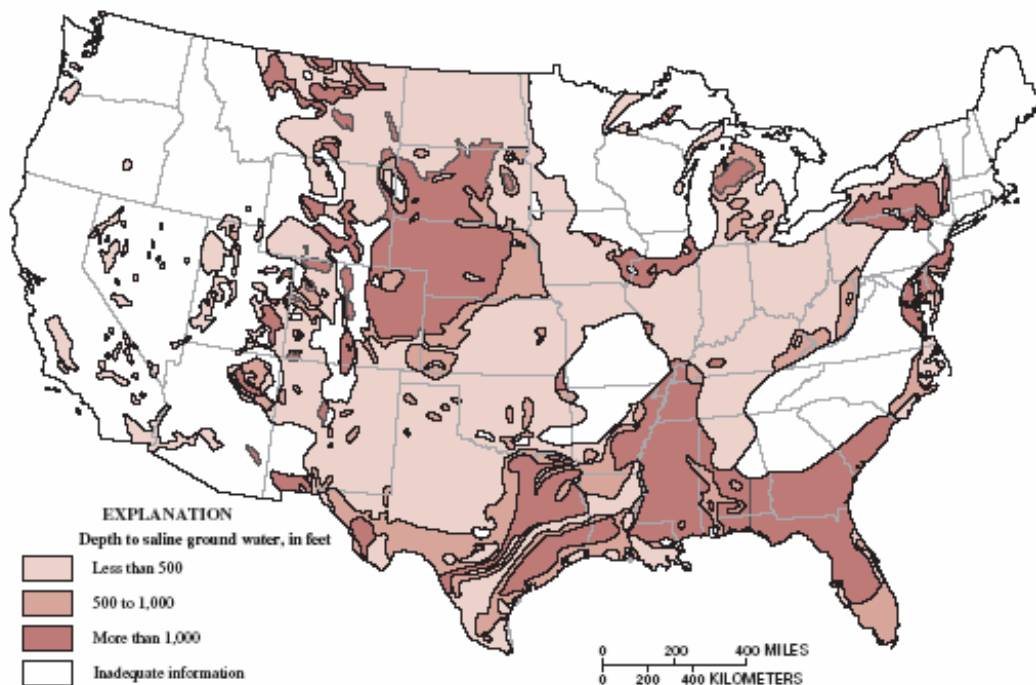 EXPLANATION
Depth to saline ground water, in feet
Less than 500
500 to 1,000
More than 1,000
Inadequate information
0 200 400 MILES
0 200 400 KILOMETERS